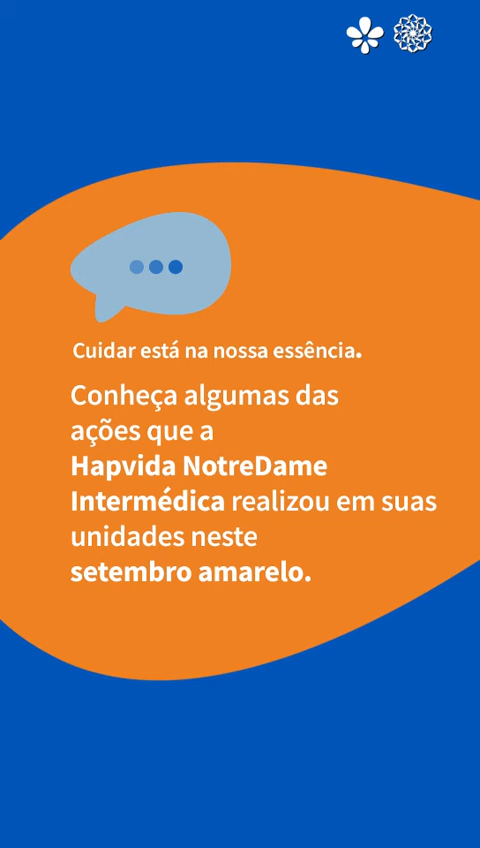 Cuidar está na nossa essência.
Conheça algumas das
ações que a
Hapvida NotreDame
Intermédica realizou em suas
unidades neste
setembro amarelo.